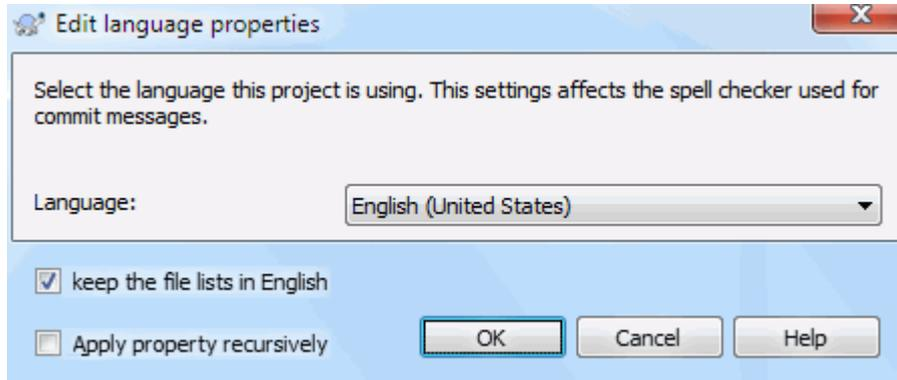 Edit language properties
Select the language this project is using. This settings affects the spell checker used for
commit messages.
Language: English (United States)
keep the file lists in English
Apply property recursively OK Cancel Help